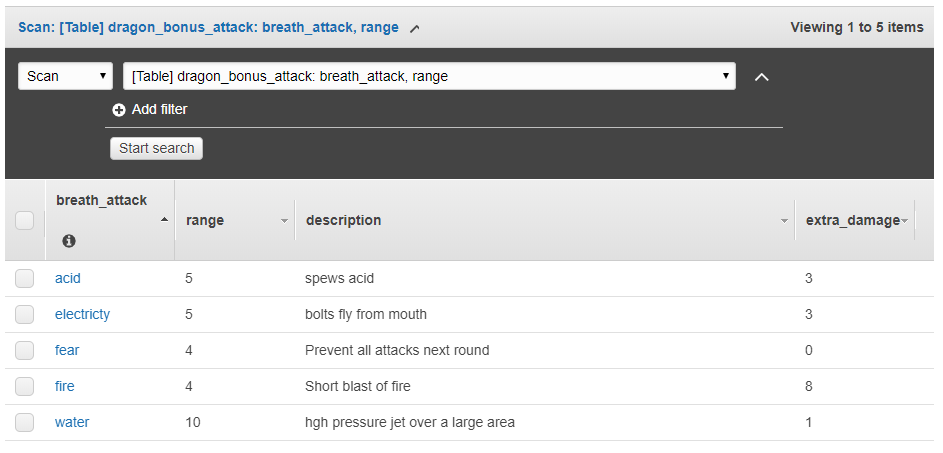 Scan: [Table] dragon_bonus_attack: breath_attack, range Viewing 1 to 5 items
Scan [Table] dragon_bonus_attack: breath_attack, range
Add filter
Start search
breath_attack range description extra_damage
acid 5 spews acid 3
electricty 5 bolts fly from mouth 3
fear 4 Prevent all attacks next round 0
fire 4 Short blast of fire 8
water 10 hgh pressure jet over a large area 1